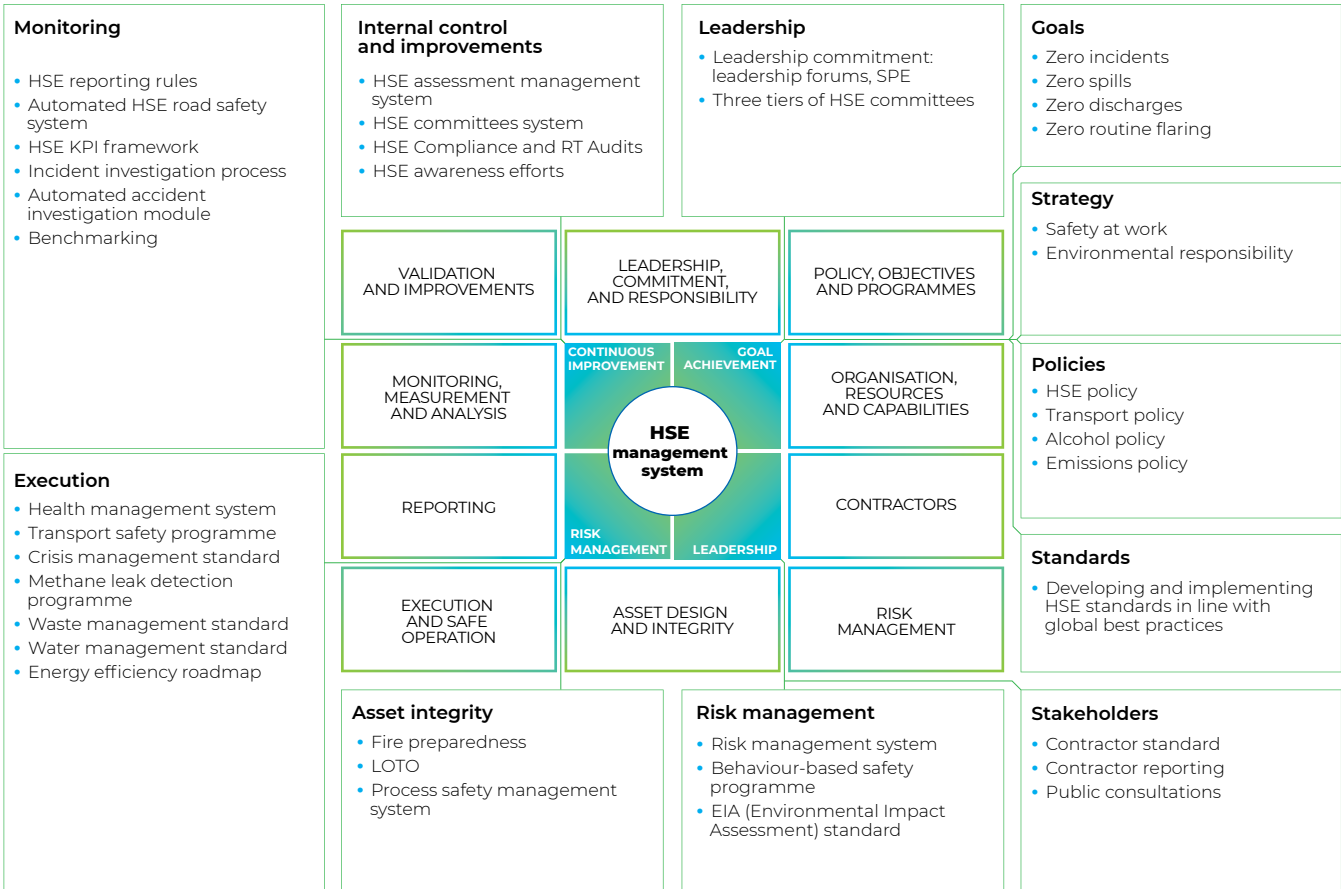 Monitoring
• HSE reporting rules
• Automated HSE road safety
system
• HSE KPI framework
• Incident investigation process
• Automated accident
investigation module
• Benchmarking
Internal control
and improvements
• HSE assessment management
system
• HSE committees system
• HSE Compliance and RT Audits
• HSE awareness efforts
Leadership
• Leadership commitment:
leadership forums, SPE
• Three tiers of HSE committees
Goals
• Zero incidents
• Zero spills
• Zero discharges
• Zero routine flaring
Strategy
• Safety at work
• Environmental responsibility
VALIDATION
AND IMPROVEMENTS
LEADERSHIP,
COMMITMENT,
AND RESPONSIBILITY
POLICY, OBJECTIVES
AND PROGRAMMES
MONITORING,
MEASUREMENT
AND ANALYSIS
CONTINUOUS
IMPROVEMENT
GOAL
ACHIEVEMENT
ORGANISATION,
RESOURCES
AND CAPABILITIES
HSE
management
system
REPORTING
RISK
MANAGEMENT
LEADERSHIP
CONTRACTORS
EXECUTION
AND SAFE
OPERATION
ASSET DESIGN
AND INTEGRITY
RISK
MANAGEMENT
Policies
• HSE policy
• Transport policy
• Alcohol policy
• Emissions policy
Execution
• Health management system
• Transport safety programme
• Crisis management standard
• Methane leak detection
programme
• Waste management standard
• Water management standard
• Energy efficiency roadmap
Standards
• Developing and implementing
HSE standards in line with
global best practices
Asset integrity
• Fire preparedness
• LOTO
• Process safety management
system
Risk management
• Risk management system
• Behaviour-based safety
programme
• EIA (Environmental Impact
Assessment) standard
Stakeholders
• Contractor standard
• Contractor reporting
• Public consultations